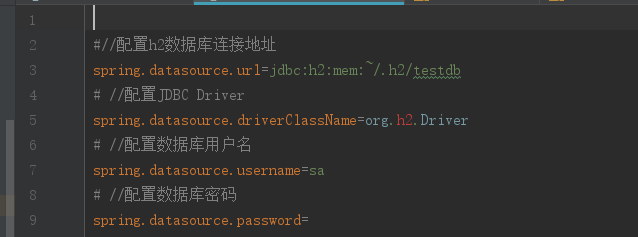 1
2 #//配置h2数据库连接地址
3 spring.datasource.url=jdbc:h2:mem:~/.h2/testdb
4 # //配置JDBC Driver
5 spring.datasource.driverClassName=org.h2.Driver
6 # //配置数据库用户名
7 spring.datasource.username=sa
8 # //配置数据库密码
9 spring.datasource.password=